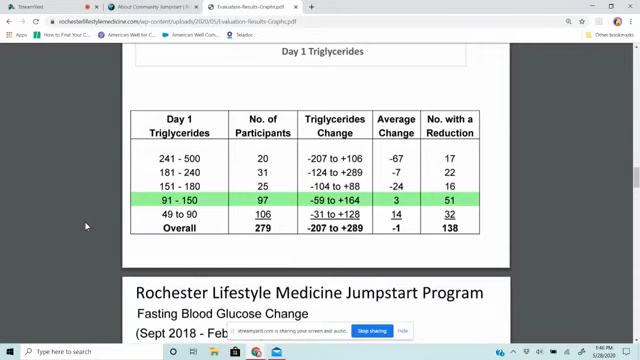 StreamYard
About Community Jumpstart | Ro
Evaluation-Results-Graphs.pdf
rochesterlifestylemedicine.com/wp-content/uploads/2020/05/Evaluation-Results-Graphs.pdf
Apps
How to Find Your C...
American Well for C...
American Well Com...
Teladoc
Other bookmarks
Day 1 Triglycerides
Day 1 Triglycerides No. of Participants Triglycerides Change Average Change No. with a Reduction
241 - 500 20 -207 to +106 -67 17
181 - 240 31 -124 to +289 -7 22
151 - 180 25 -104 to +88 -24 16
91 - 150 97 -59 to +164 3 51
49 to 90 106 -31 to +128 14 32
Overall 279 -207 to +289 -1 138
Rochester Lifestyle Medicine Jumpstart Program
Fasting Blood Glucose Change
(Sept 2018 - Feb
streamyard.com is sharing your screen and audio.
Stop sharing
Hide
Type here to search
1:46 PM
5/28/2020